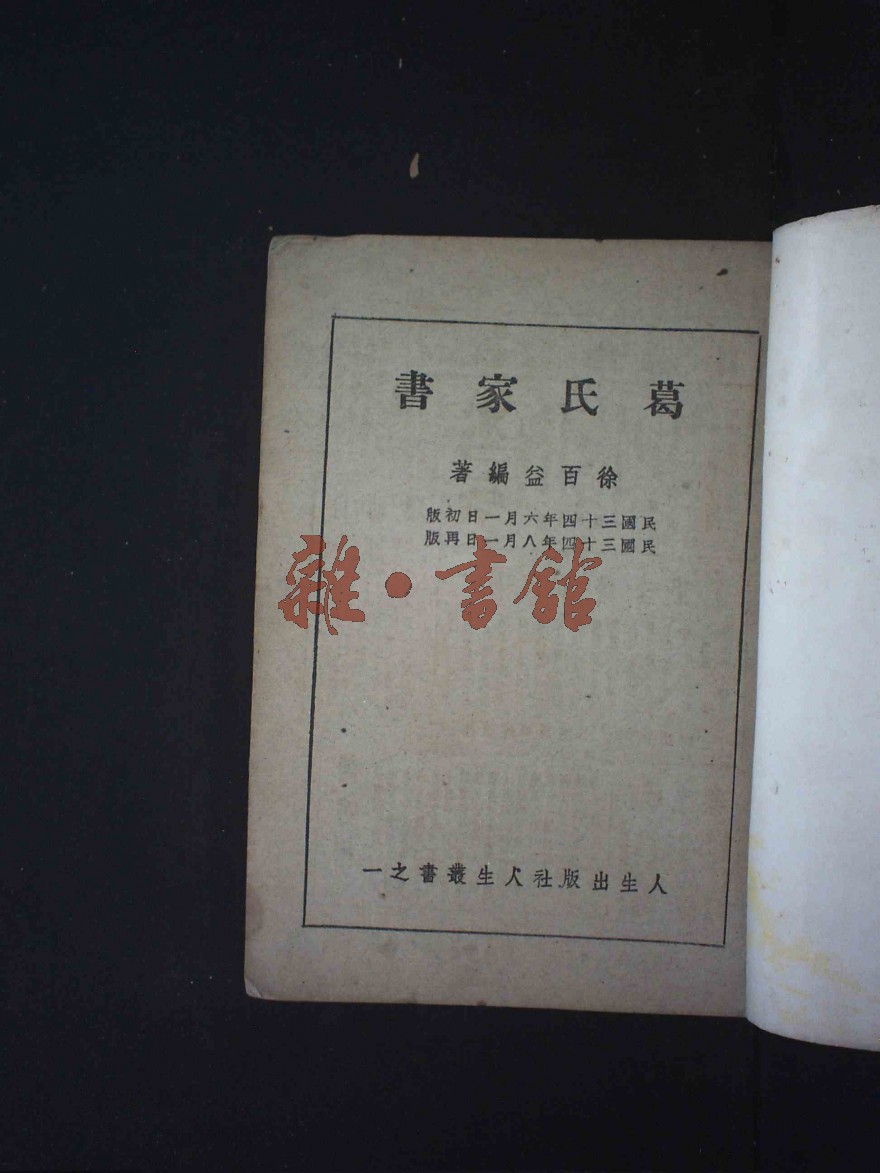 葛氏家書
徐百益編著
民國三十四年六月一日初版
民國三十四年八月一日再版
雜·書館
人生出版社人生叢書之一